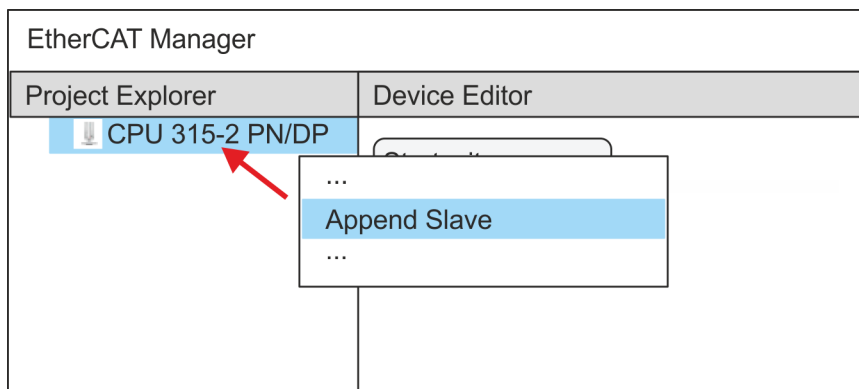 EtherCAT Manager
Project Explorer
Device Editor
CPU 315-2 PN/DP
...
Append Slave
...